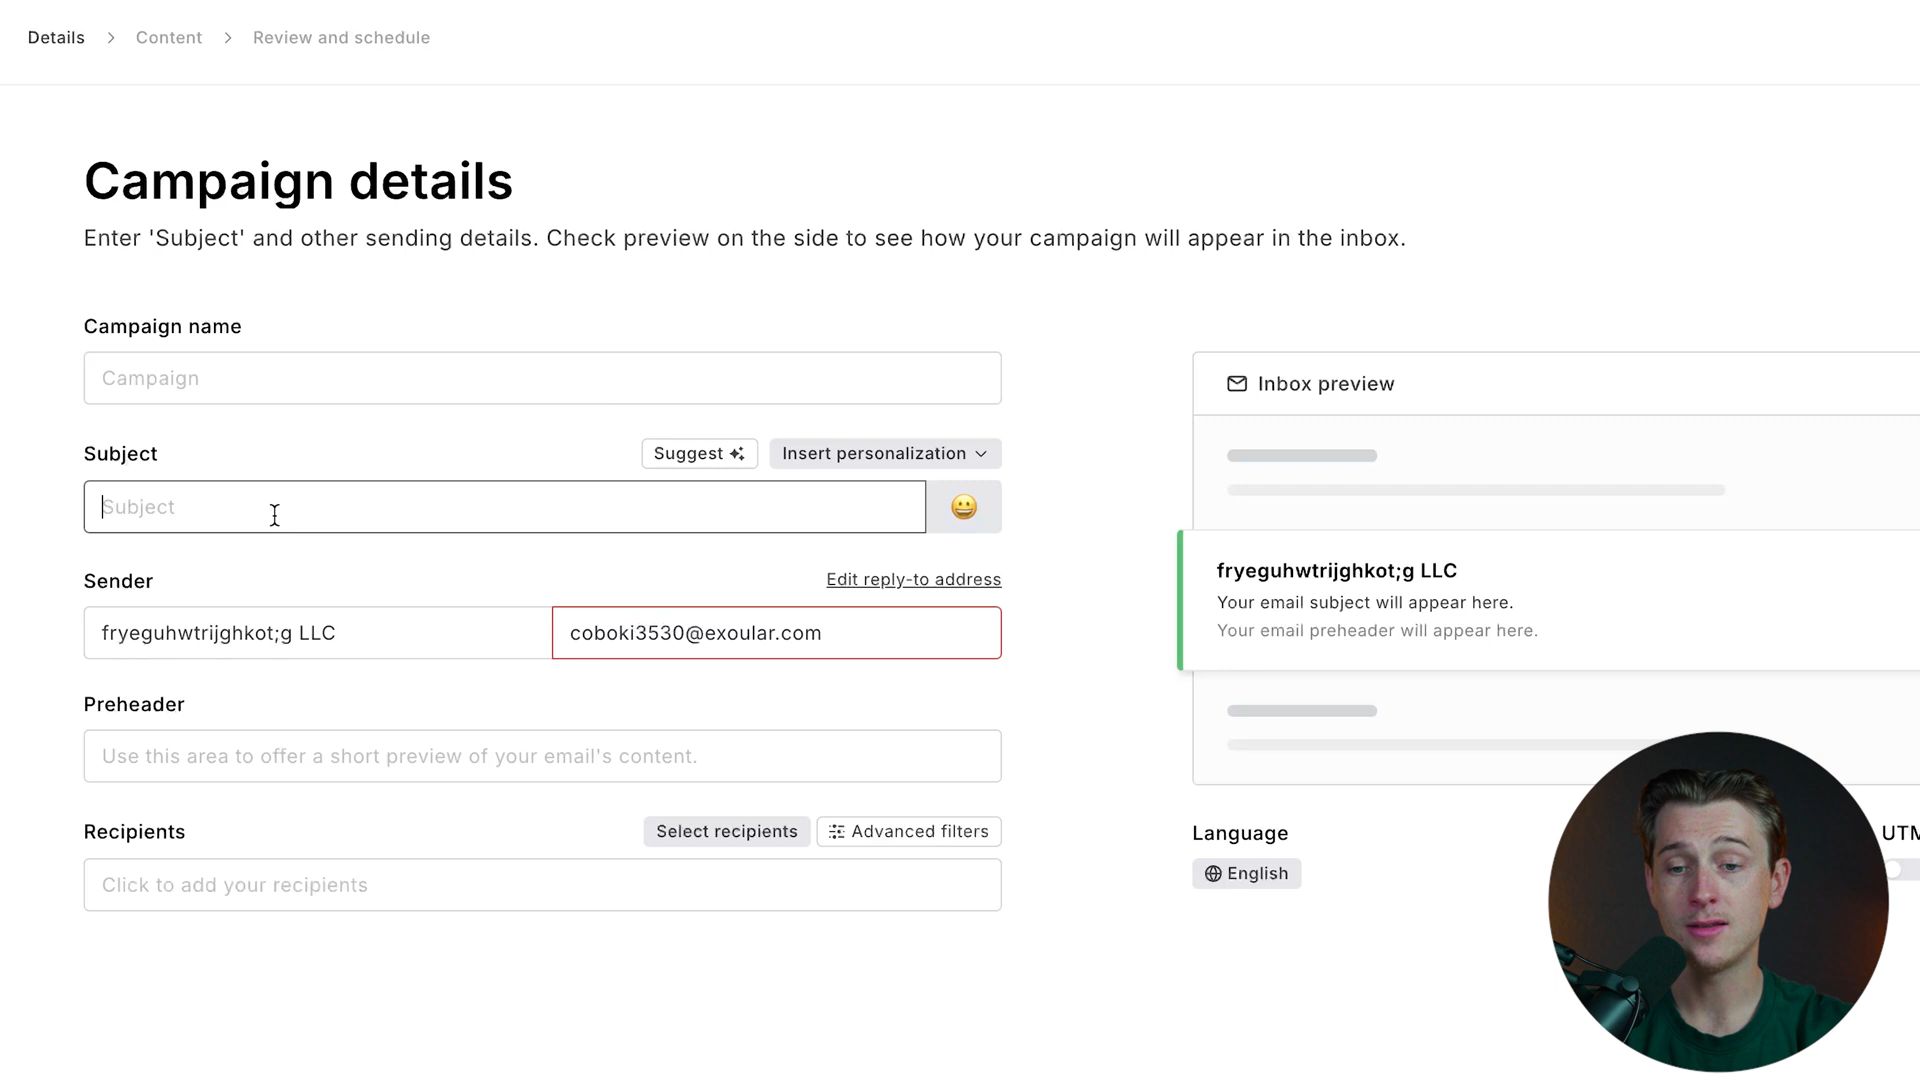 Details > Content > Review and schedule
Campaign details
Enter 'Subject' and other sending details. Check preview on the side to see how your campaign will appear in the inbox.
Campaign name
Campaign
Subject
Suggest
Insert personalization
Subject
Sender
Edit reply-to address
fryeguhwtrijghkot;g LLC
coboki3530@exoular.com
Preheader
Use this area to offer a short preview of your email's content.
Recipients
Select recipients
Advanced filters
Click to add your recipients
Inbox preview
fryeguhwtrijghkot;g LLC
Your email subject will appear here.
Your email preheader will appear here.
Language
English
UTM